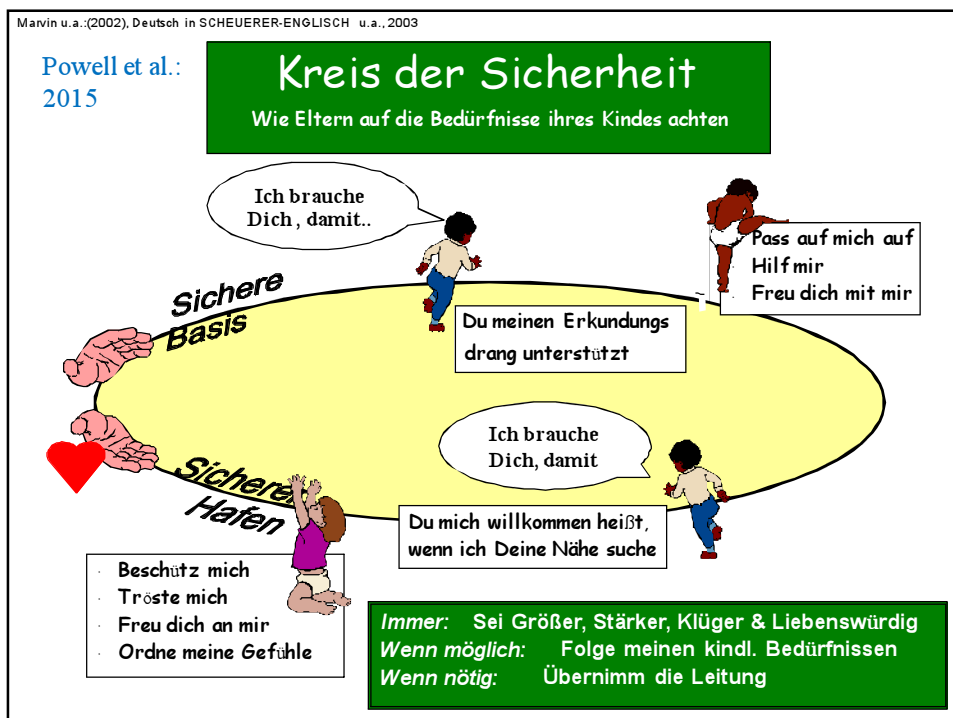 Marvin u.a.:(2002), Deutsch in SCHEUERER-ENGLISCH u.a., 2003
Powell et al.:
2015
Kreis der Sicherheit
Wie Eltern auf die Bedürfnisse ihres Kindes achten
Ich brauche
Dich , damit..
Pass auf mich auf
Hilf mir
Freu dich mit mir
Sichere
Basis
Du meinen Erkundungs
drang unterstützt
Ich brauche
Dich, damit
Sicherer
Hafen
Du mich willkommen heißt,
wenn ich Deine Nähe suche
· Beschütz mich
· Tröste mich
· Freu dich an mir
· Ordne meine Gefühle
Immer: Sei Größer, Stärker, Klüger & Liebenswürdig
Wenn möglich: Folge meinen kindl. Bedürfnissen
Wenn nötig: Übernimm die Leitung